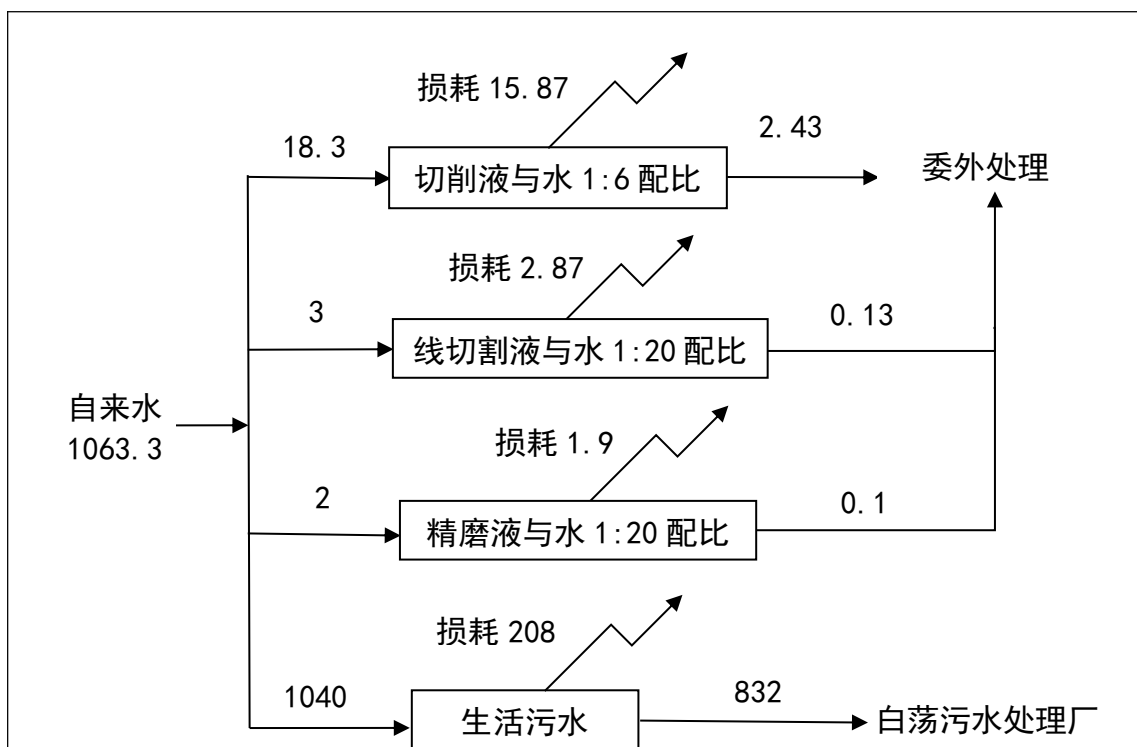 损耗 15.87
18.3
2.43
切削液与水 1:6 配比
委外处理
损耗 2.87
3
0.13
线切割液与水 1:20 配比
自来水
1063.3
损耗 1.9
2
0.1
精磨液与水 1:20 配比
损耗 208
1040
832
生活污水
白荡污水处理厂